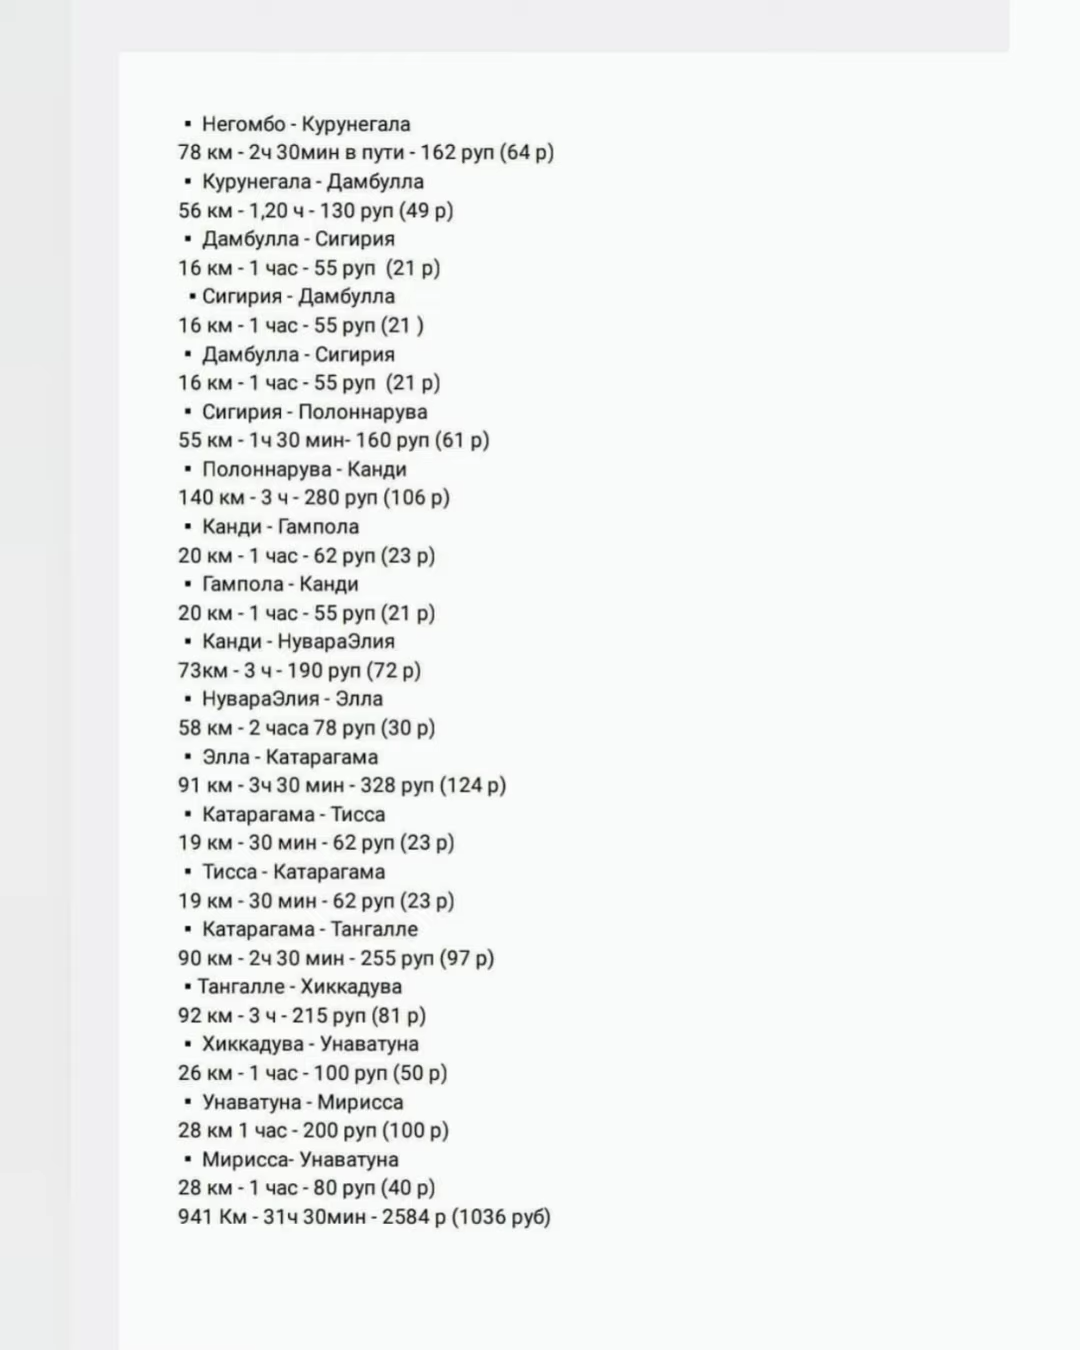 ▪ Негомбо - Курунегала
78 км - 2ч 30мин в пути - 162 руп (64 р)
▪ Курунегала - Дамбулла
56 км - 1,20 ч - 130 руп (49 р)
▪ Дамбулла - Сигирия
16 км - 1 час - 55 руп  (21 р)
▪ Сигирия - Дамбулла
16 км - 1 час - 55 руп (21 )
▪ Дамбулла - Сигирия
16 км - 1 час - 55 руп  (21 р)
▪ Сигирия - Полоннарува
55 км - 1ч 30 мин- 160 руп (61 р)
▪ Полоннарува - Канди
140 км - 3 ч - 280 руп (106 р)
▪ Канди - Гампола
20 км - 1 час - 62 руп (23 р)
▪ Гампола - Канди
20 км - 1 час - 55 руп (21 р)
▪ Канди - НувараЭлия
73км - 3 ч - 190 руп (72 р)
▪ НувараЭлия - Элла
58 км - 2 часа 78 руп (30 р)
▪ Элла - Катарагама
91 км - 3ч 30 мин - 328 руп (124 р)
▪ Катарагама - Тисса
19 км - 30 мин - 62 руп (23 р)
▪ Тисса - Катарагама
19 км - 30 мин - 62 руп (23 р)
▪ Катарагама - Тангалле
90 км - 2ч 30 мин - 255 руп (97 р)
▪ Тангалле - Хиккадува
92 км - 3 ч - 215 руп (81 р)
▪ Хиккадува - Унаватуна
26 км - 1 час - 100 руп (50 р)
▪ Унаватуна - Мирисса
28 км 1 час - 200 руп (100 р)
▪ Мирисса- Унаватуна
28 км - 1 час - 80 руп (40 р)
941 Км - 31ч 30мин - 2584 р (1036 руб)